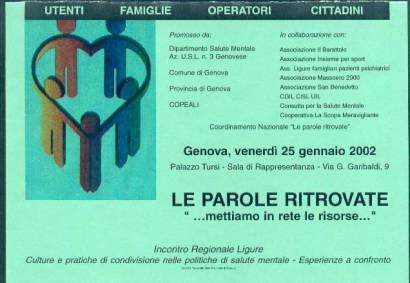 UTENTI FAMIGLIE OPERATORI CITTADINI
Promosso da:
Dipartimento Salute Mentale
Az. U.S.L. n. 3 Genovese
Comune di Genova
Provincia di Genova
COPEALI
In collaborazione con:
Associazione Il Barattolo
Associazione Insieme per sport
Ass. Ligure famigliari pazienti psichiatrici
Associazione Massoero 2000
Associazione San Benedetto
CGIL CISL UIL
Consulta per la Salute Mentale
Cooperativa La Scopa Meravigliante
Coordinamento Nazionale "Le parole ritrovate"
Genova, venerdì 25 gennaio 2002
Palazzo Tursi - Sala di Rappresentanza - Via G. Garibaldi, 9
LE PAROLE RITROVATE
" ...mettiamo in rete le risorse..."
Incontro Regionale Ligure
Culture e pratiche di condivisione nelle politiche di salute mentale - Esperienze a confronto